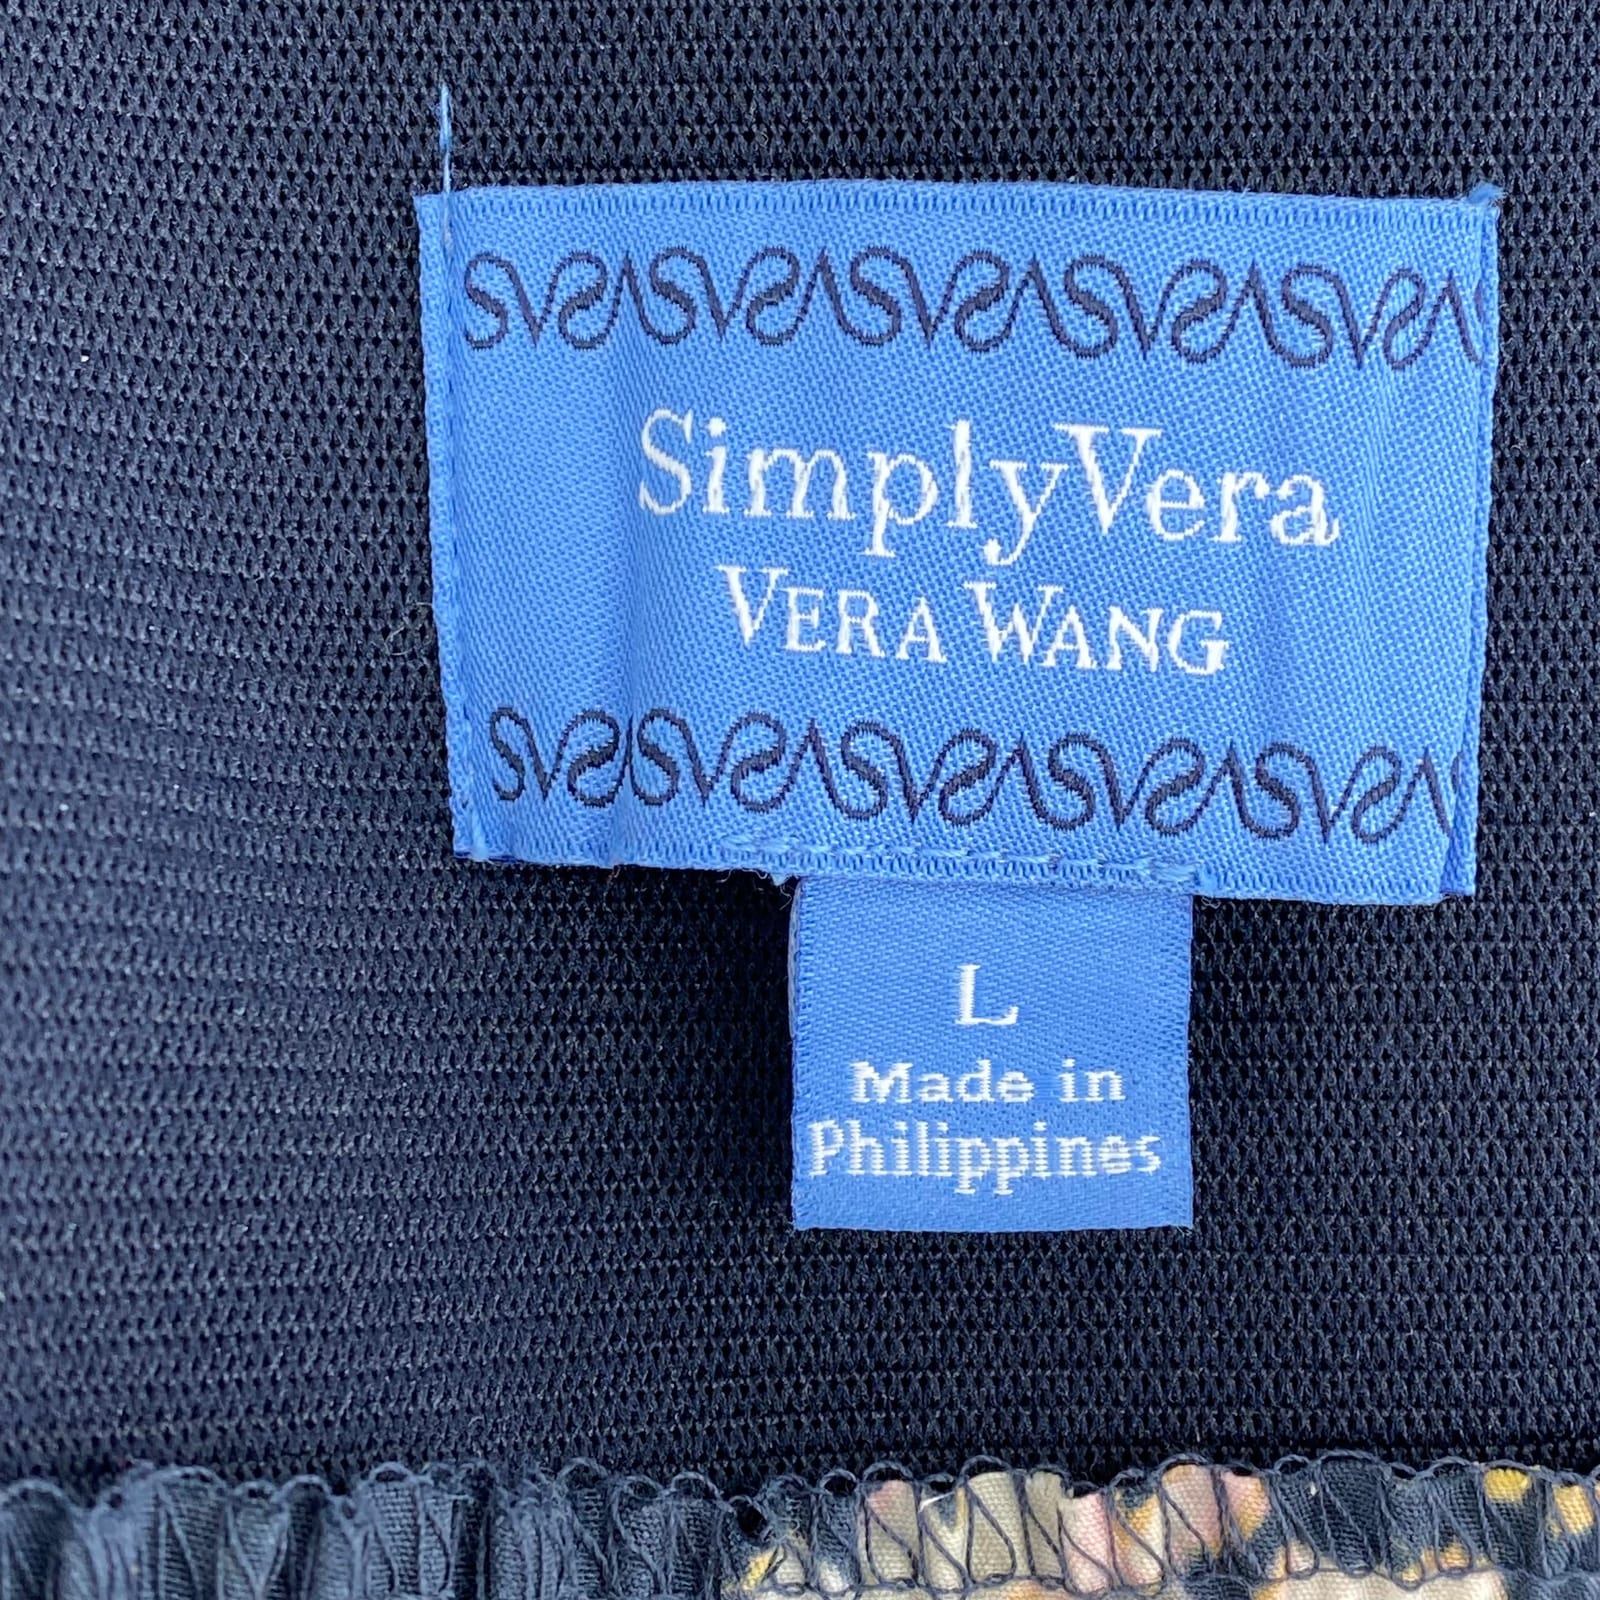 SimplyVera
VERA WANG
L
Made in
Philippines